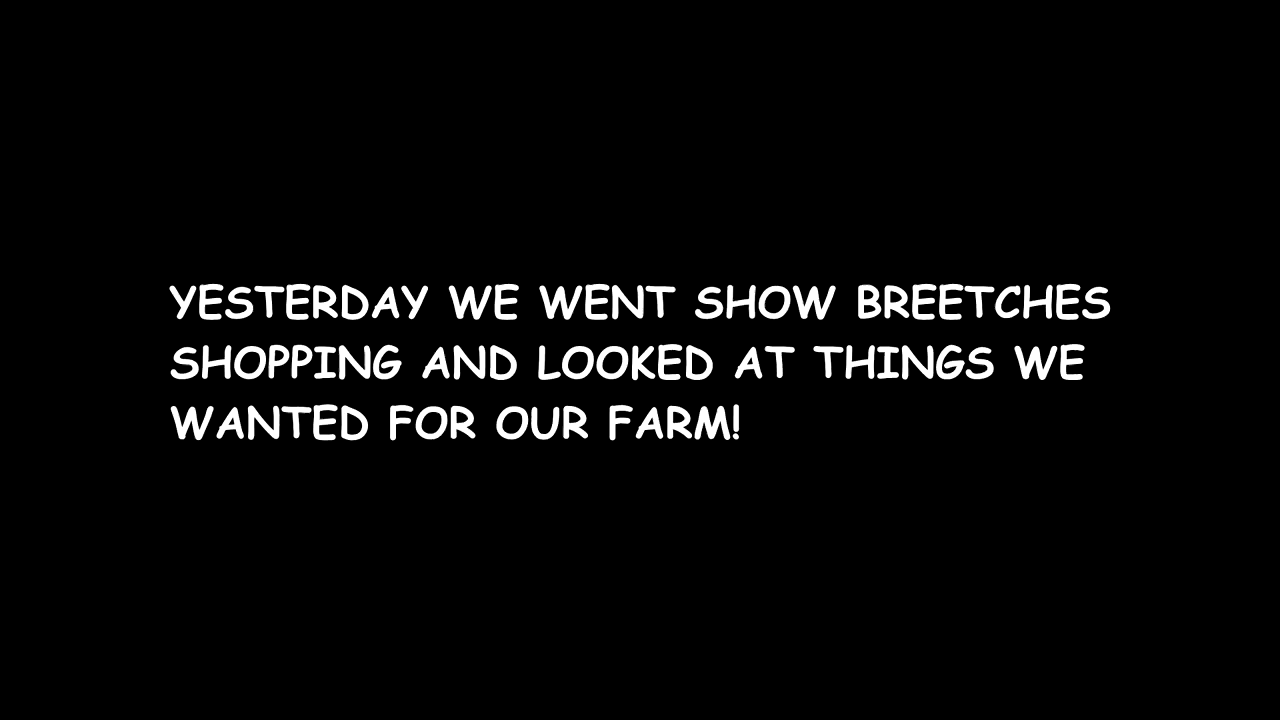 YESTERDAY WE WENT SHOW BREETCHES
SHOPPING AND LOOKED AT THINGS WE
WANTED FOR OUR FARM!